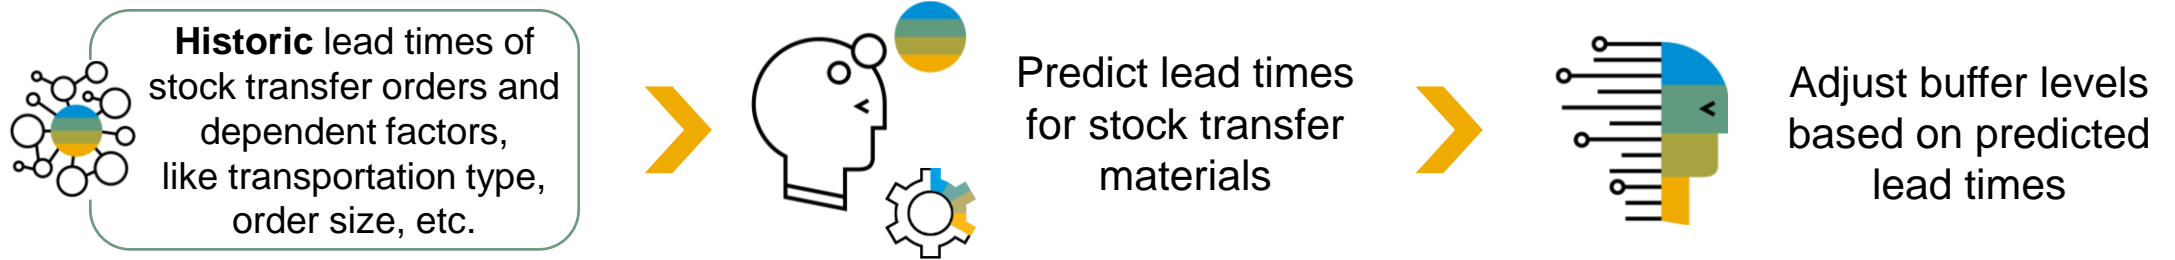 Historic lead times of
stock transfer orders and
dependent factors,
like transportation type,
order size, etc.
Predict lead times
for stock transfer
materials
Adjust buffer levels
based on predicted
lead times